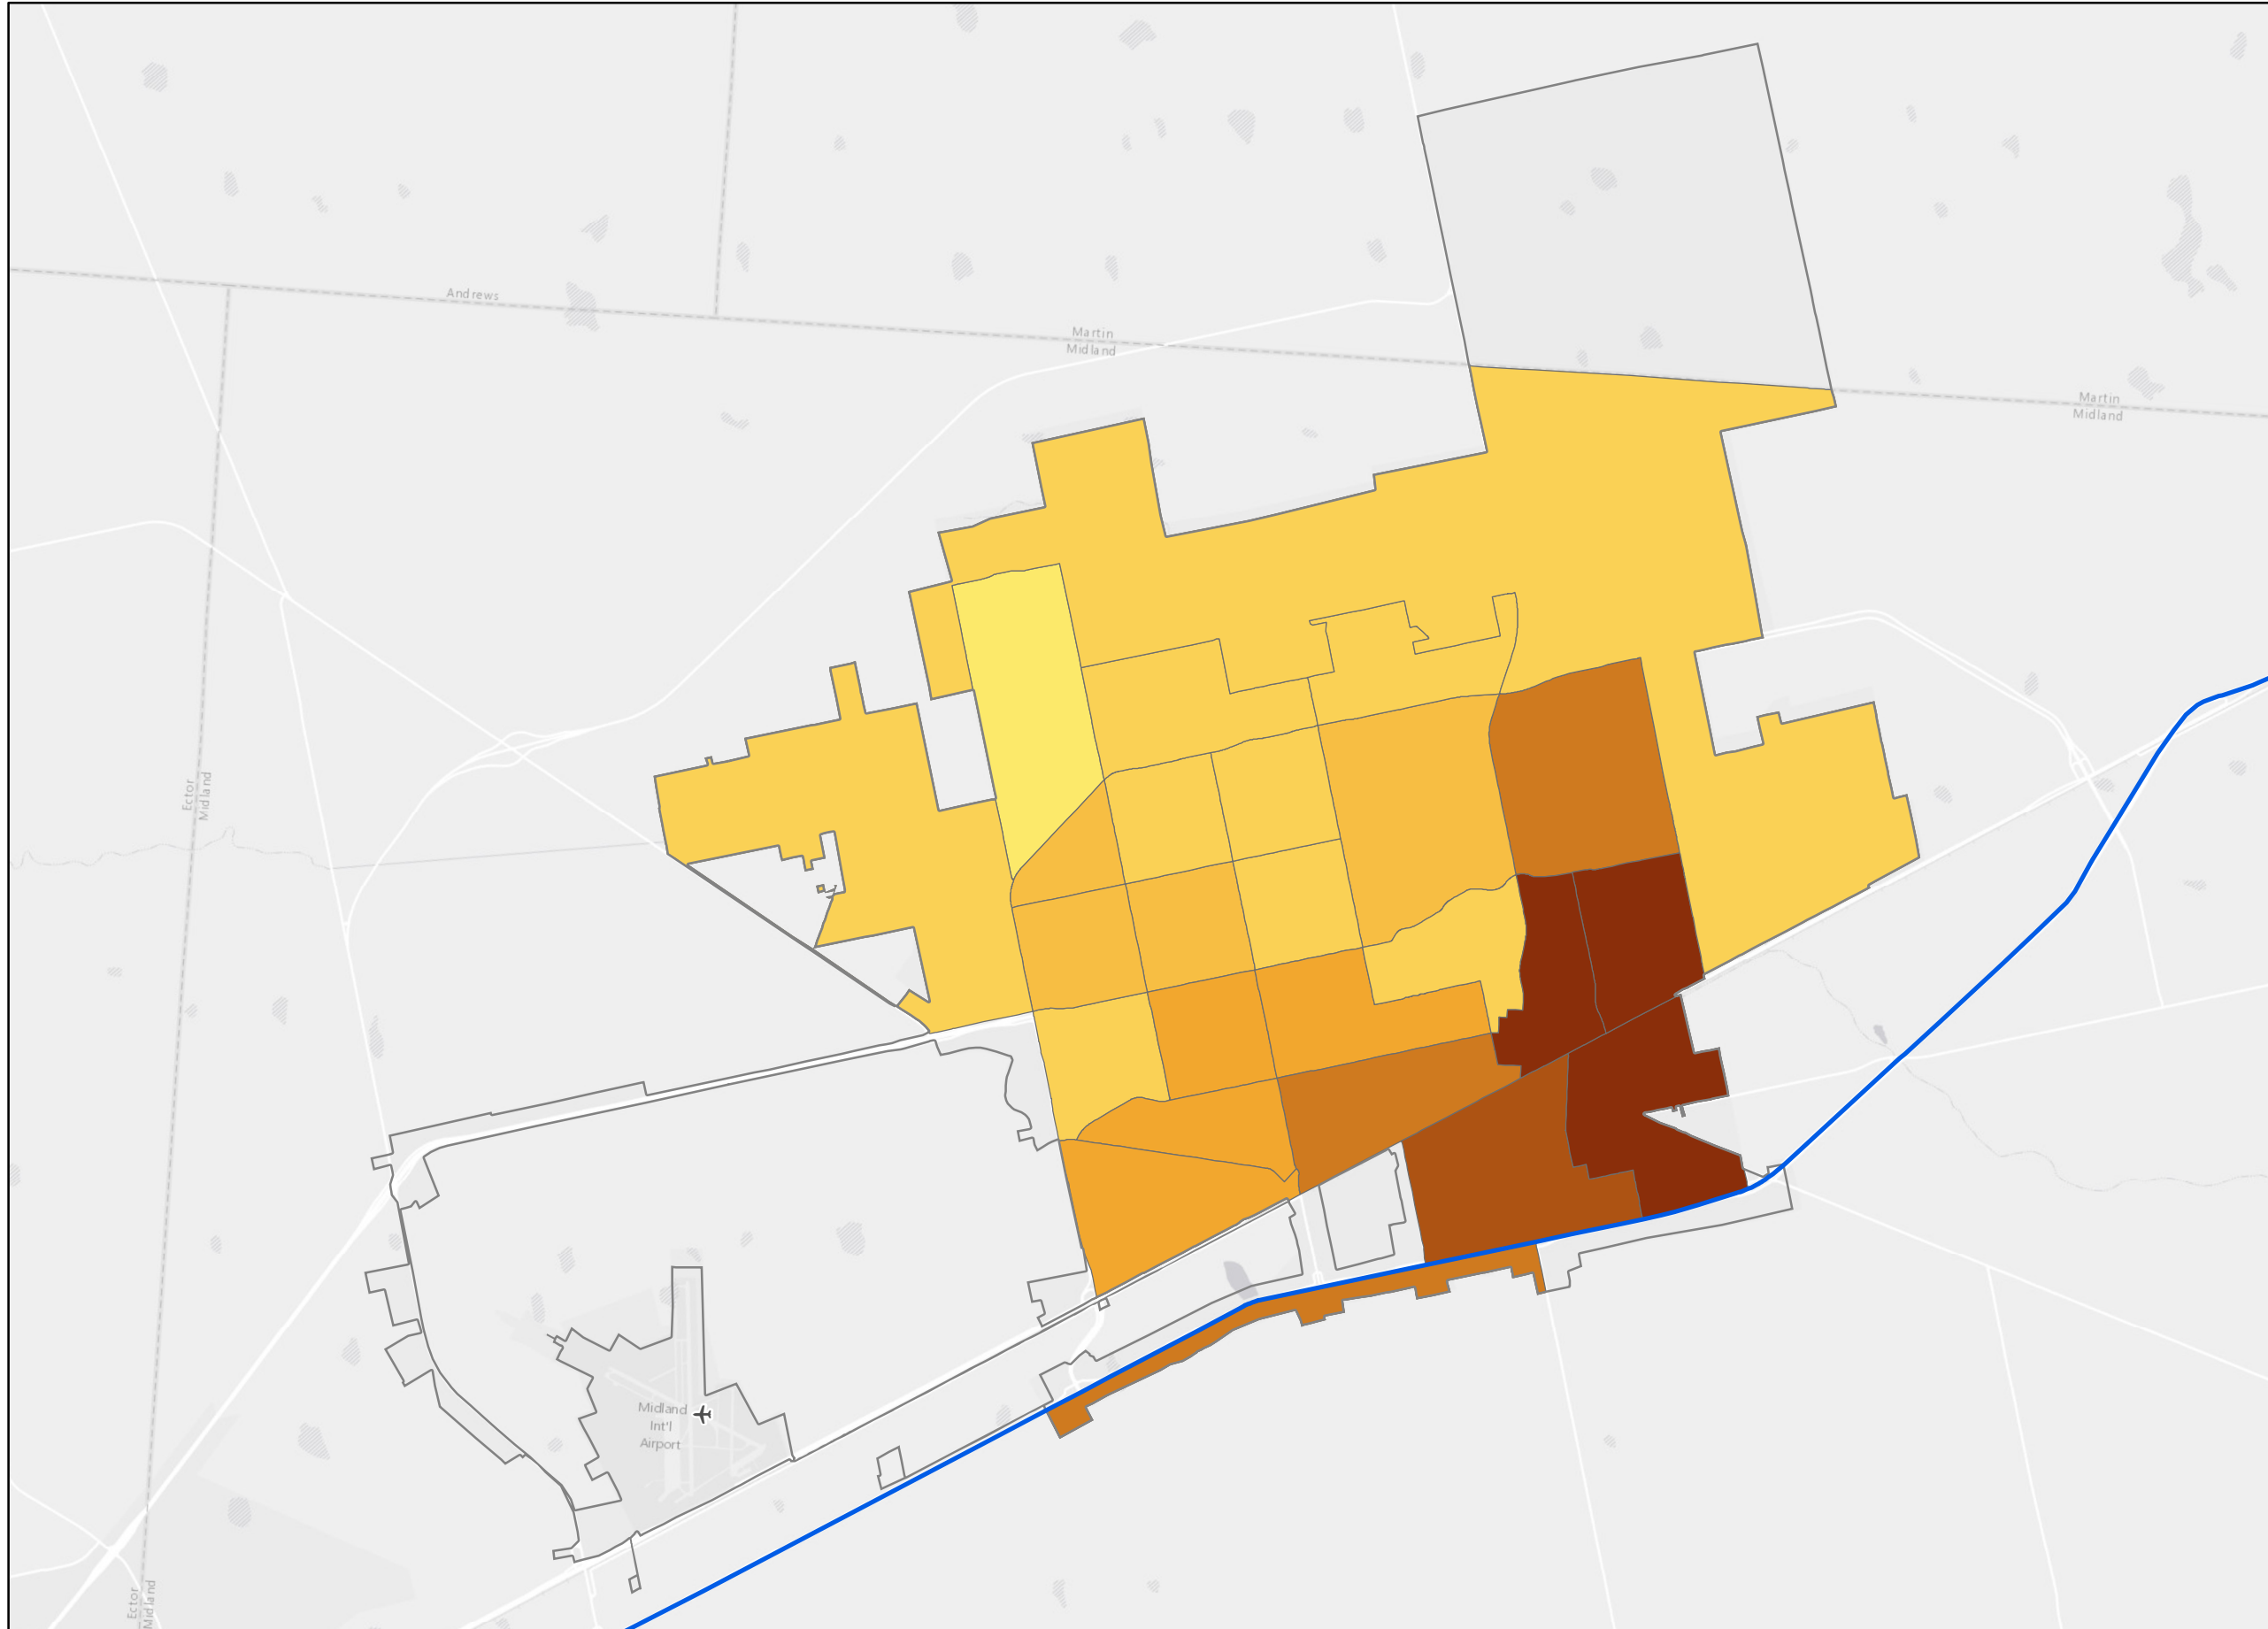 Andrews
Martin
Midland
Martin
Midland
Ector
Midland
Midland
Int'l
Airport
Ector
Midland